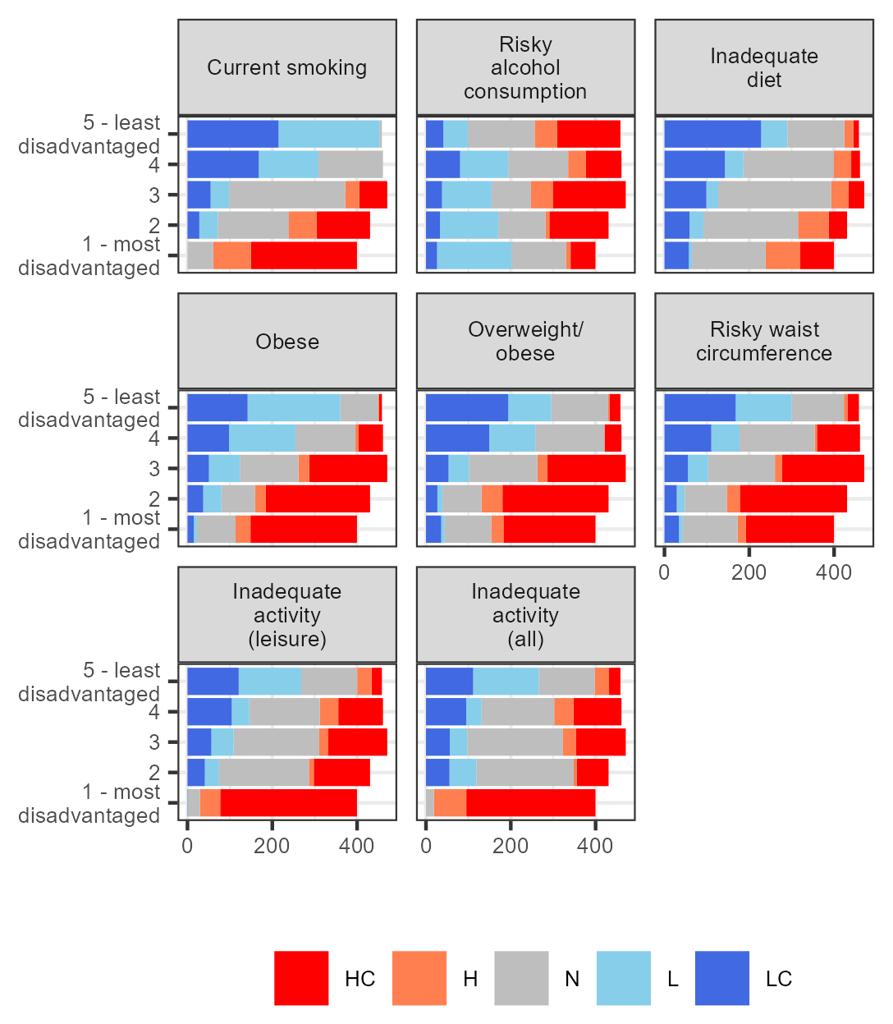 Current smoking
Risky
alcohol
consumption
Inadequate
diet
5 - least
disadvantaged
4
3
2
1 - most
disadvantaged
Obese
Overweight/
obese
Risky waist
circumference
5 - least
disadvantaged
4
3
2
1 - most
disadvantaged
0 200 400
Inadequate
activity
(leisure)
Inadequate
activity
(all)
5 - least
disadvantaged
4
3
2
1 - most
disadvantaged
0 200 400 0 200 400
HC H N L LC